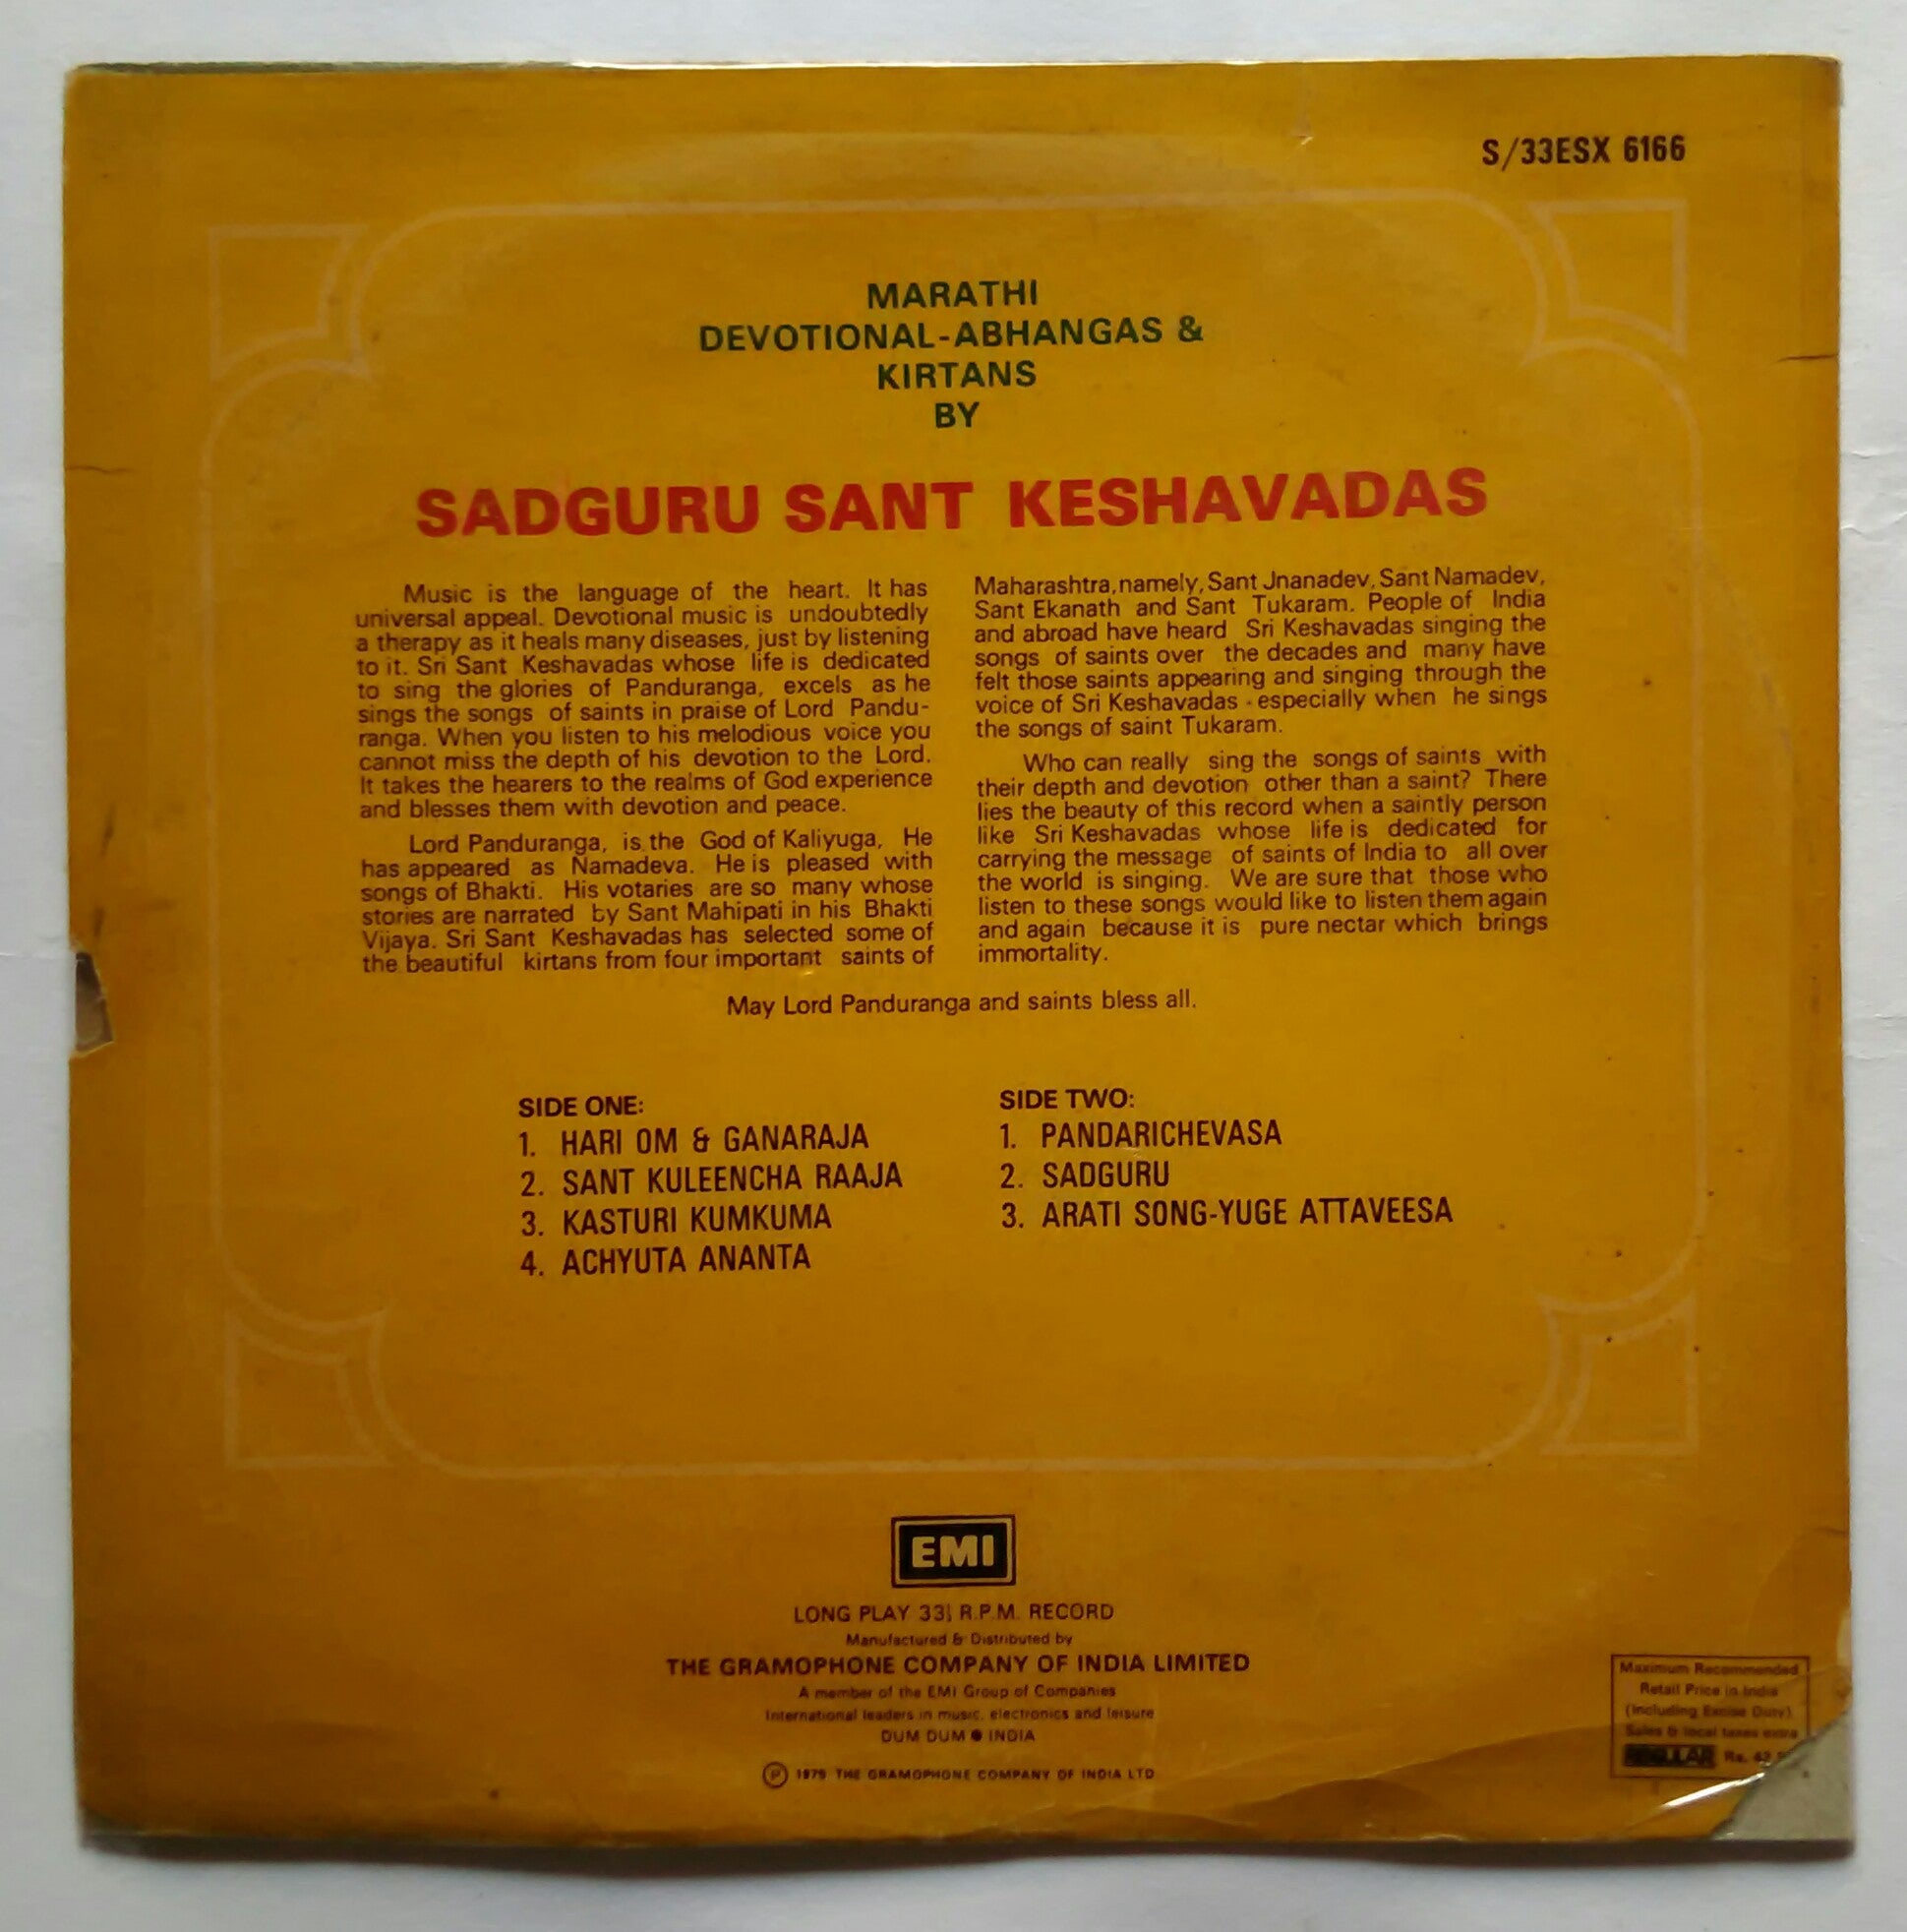 S/33ESX 6166
MARATHI
DEVOTIONAL-ABHANGAS &
KIRTANS
BY
SADGURU SANT KESHAVADAS
Music is the language of the heart. It has
universal appeal. Devotional music is undoubtedly
a therapy as it heals many diseases, just by listening
to it. Sri Sant Keshavadas whose life is dedicated
to sing the glories of Panduranga, excels as he
sings the songs of saints in praise of Lord Pandu-
ranga. When you listen to his melodious voice you
cannot miss the depth of his devotion to the Lord.
It takes the hearers to the realms of God experience
and blesses them with devotion and peace.
Lord Panduranga, is the God of Kaliyuga, He
has appeared as Namadeva. He is pleased with
songs of Bhakti. His votaries are so many whose
stories are narrated by Sant Mahipati in his Bhakti
Vijaya. Sri Sant Keshavadas has selected some of
the beautiful kirtans from four important saints of
Maharashtra, namely, Sant Jnanadev, Sant Namadev,
Sant Ekanath and Sant Tukaram. People of India
and abroad have heard Sri Keshavadas singing the
songs of saints over the decades and many have
felt those saints appearing and singing through the
voice of Sri Keshavadas - especially when he sings
the songs of saint Tukaram.
Who can really sing the songs of saints with
their depth and devotion other than a saint? There
lies the beauty of this record when a saintly person
like Sri Keshavadas whose life is dedicated for
carrying the message of saints of India to all over
the world is singing. We are sure that those who
listen to these songs would like to listen them again
and again because it is pure nectar which brings
immortality.
May Lord Panduranga and saints bless all.
SIDE ONE:
1. HARI OM & GANARAJA
2. SANT KULEENCHA RAAJA
3. KASTURI KUMKUMA
4. ACHYUTA ANANTA
SIDE TWO:
1. PANDARICHEVASA
2. SADGURU
3. ARATI SONG-YUGE ATTAVEESA
EMI
LONG PLAY 33⅓ R.P.M. RECORD
Manufactured & Distributed by
THE GRAMOPHONE COMPANY OF INDIA LIMITED
A member of the EMI Group of Companies
International leaders in music, electronics and leisure
DUM DUM ● INDIA
Ⓟ 1979 THE GRAMOPHONE COMPANY OF INDIA LTD
Maximum Recommended
Retail Price in India
(Including Excise Duty).
Sales & local taxes extra
REGULAR Rs.